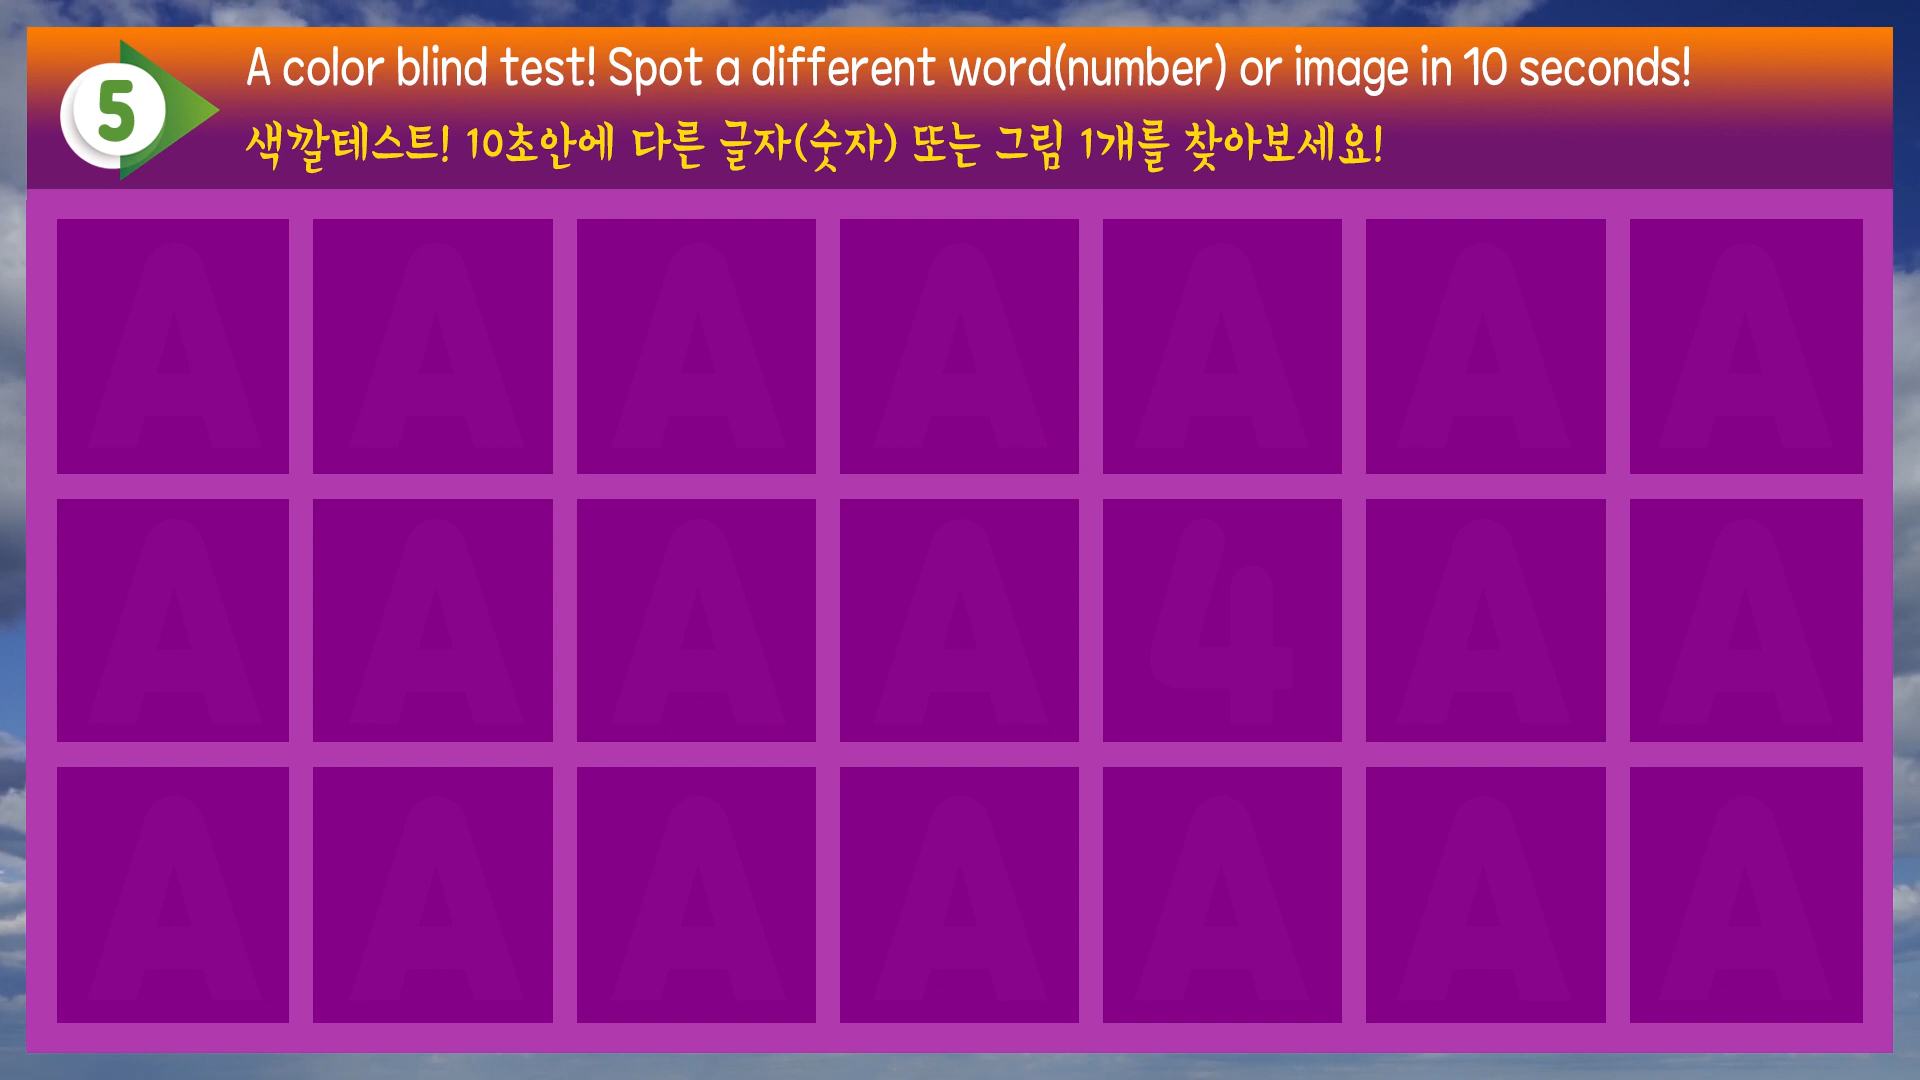 5
A color blind test! Spot a different word(number) or image in 10 seconds!
색깔테스트! 10초안에 다른 글자(숫자) 또는 그림 1개를 찾아보세요!
A A A A A A A
A A A A 4 A A
A A A A A A A